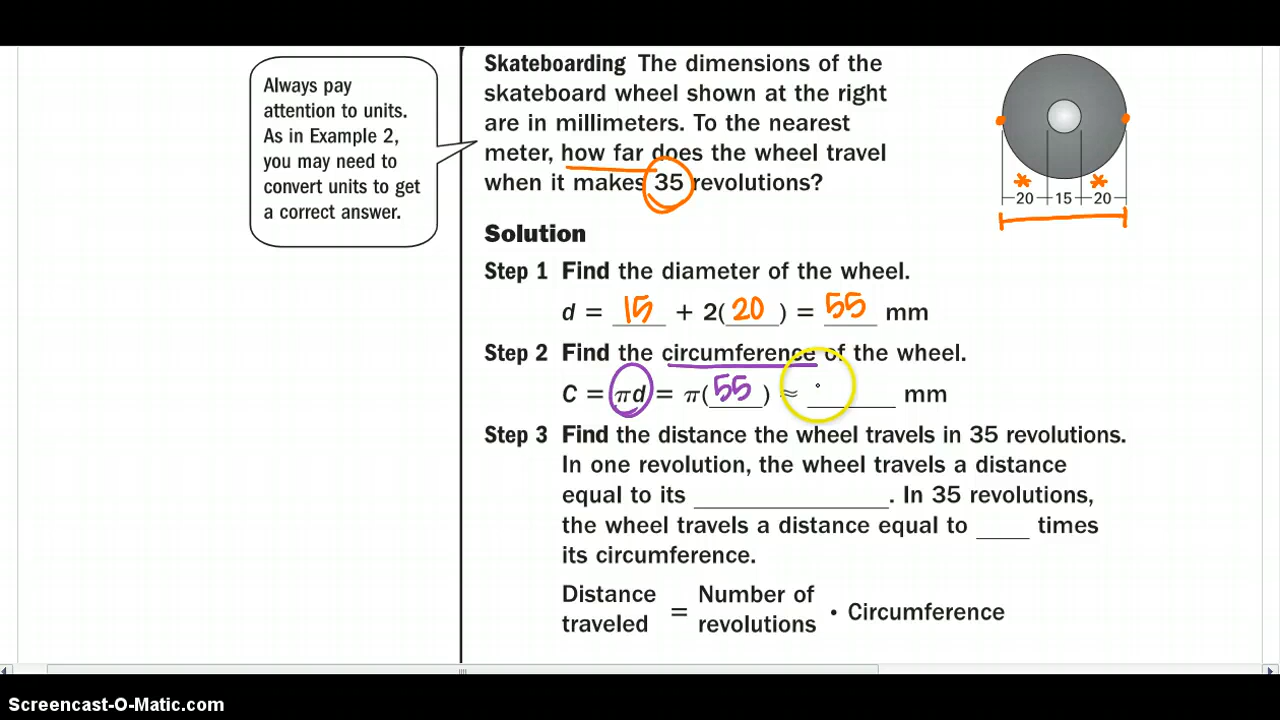 Always pay
attention to units.
As in Example 2,
you may need to
convert units to get
a correct answer.
Skateboarding The dimensions of the
skateboard wheel shown at the right
are in millimeters. To the nearest
meter, how far does the wheel travel
when it makes 35 revolutions?
20 15 20
Solution
Step 1 Find the diameter of the wheel.
d = 15 + 2( 20 ) = 55 mm
Step 2 Find the circumference of the wheel.
C = πd = π( 55 ) ≈ ____ mm
Step 3 Find the distance the wheel travels in 35 revolutions.
In one revolution, the wheel travels a distance
equal to its ____. In 35 revolutions,
the wheel travels a distance equal to ____ times
its circumference.
Distance traveled = Number of revolutions · Circumference
Screencast-O-Matic.com